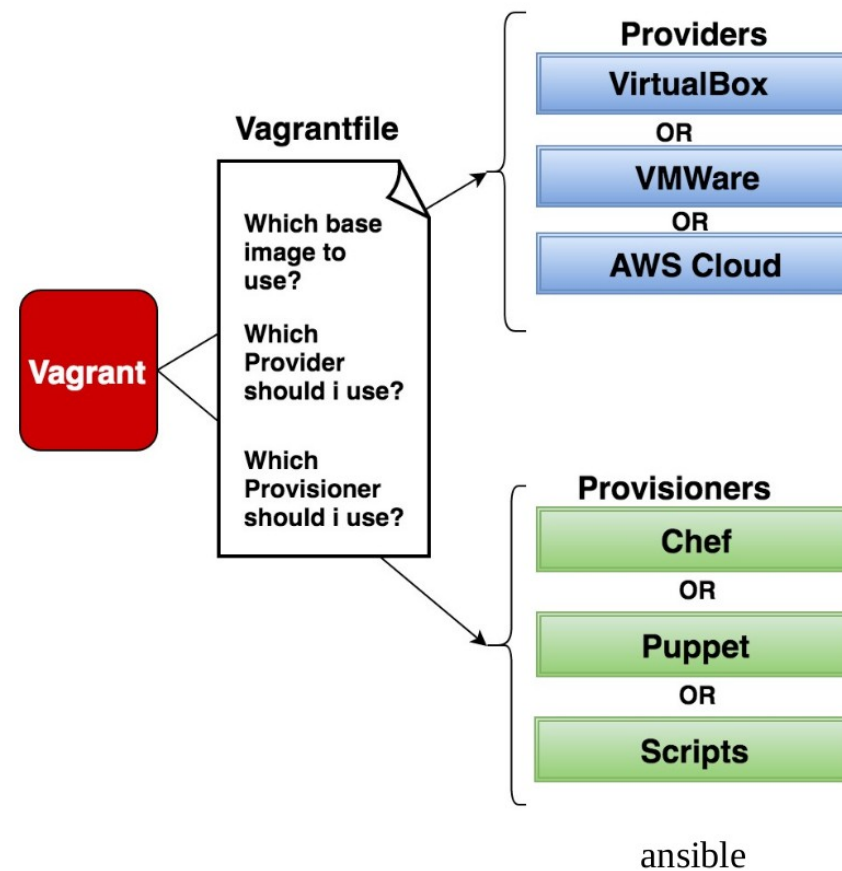 Vagrant
Vagrantfile
Which base
image to
use?
Which
Provider
should i use?
Which
Provisioner
should i use?
Providers
VirtualBox
OR
VMWare
OR
AWS Cloud
Provisioners
Chef
OR
Puppet
OR
Scripts
ansible